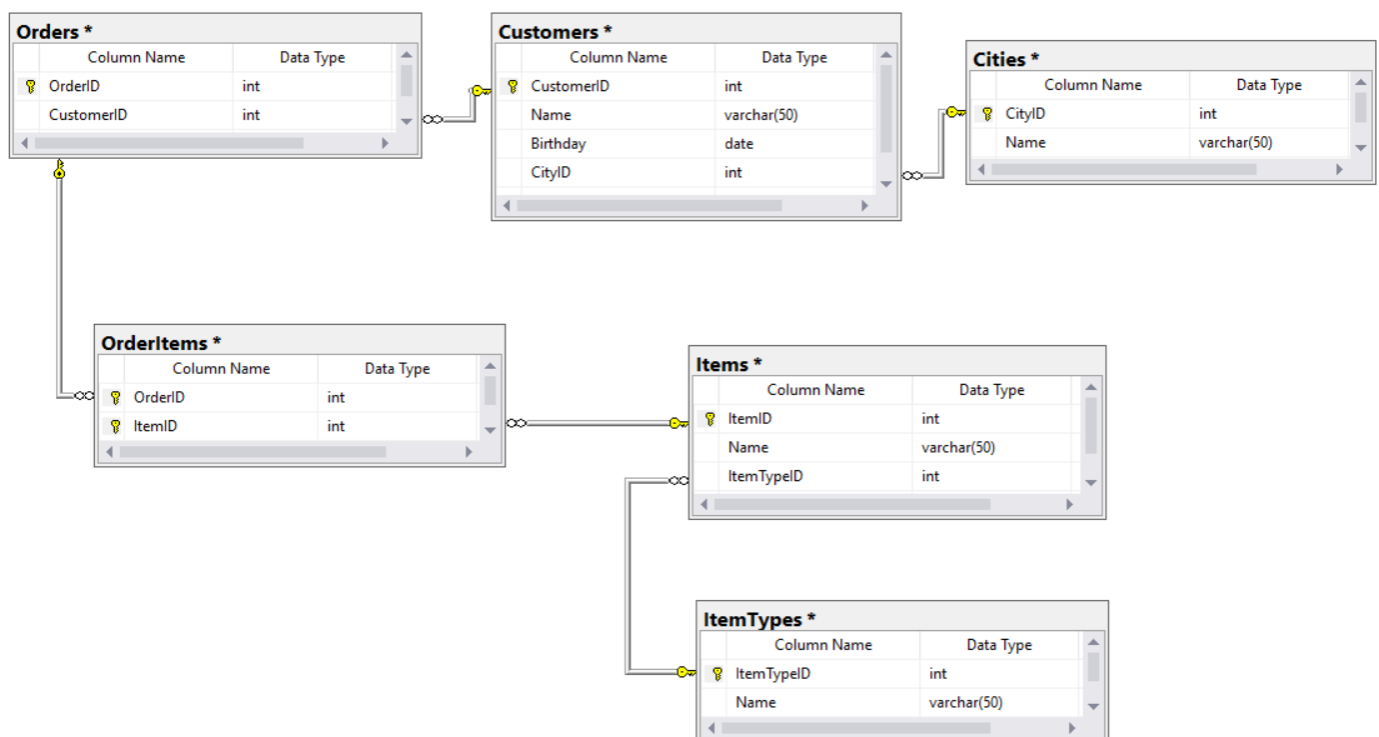 Orders *
Column Name Data Type
OrderID int
CustomerID int
Customers *
Column Name Data Type
CustomerID int
Name varchar(50)
Birthday date
CityID int
Cities *
Column Name Data Type
CityID int
Name varchar(50)
OrderItems *
Column Name Data Type
OrderID int
ItemID int
Items *
Column Name Data Type
ItemID int
Name varchar(50)
ItemTypeID int
ItemTypes *
Column Name Data Type
ItemTypeID int
Name varchar(50)